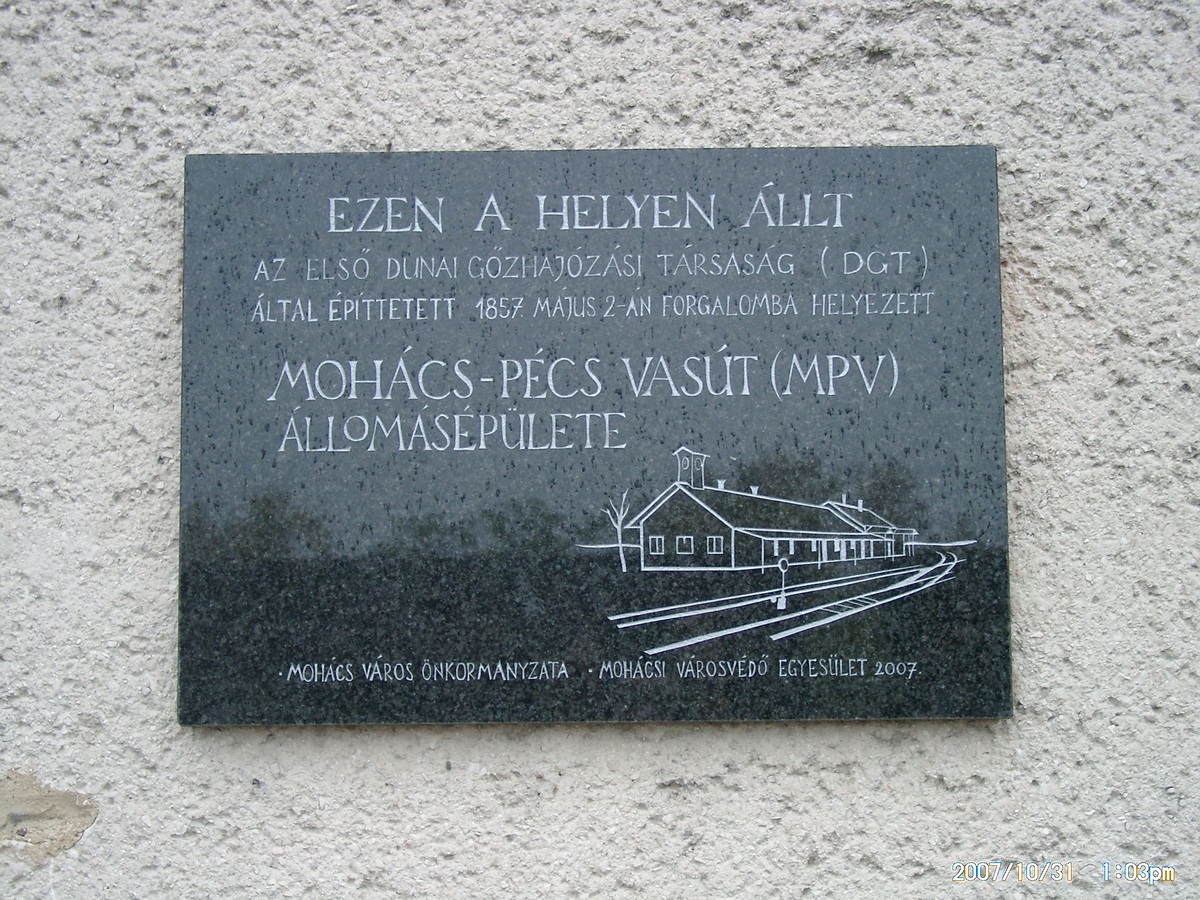 EZEN A HELYEN ÁLLT
AZ ELSŐ DUNAI GŐZHAJÓZÁSI TÁRSASÁG (DGT)
ÁLTAL ÉPÍTTETETT 1857. MÁJUS 2-ÁN FORGALOMBA HELYEZETT
MOHÁCS-PÉCS VASÚT (MPV)
ÁLLOMÁSÉPÜLETE
· MOHÁCS VÁROS ÖNKORMÁNYZATA · MOHÁCSI VÁROSVÉDŐ EGYESÜLET 2007.
2007/10/31 1:03pm